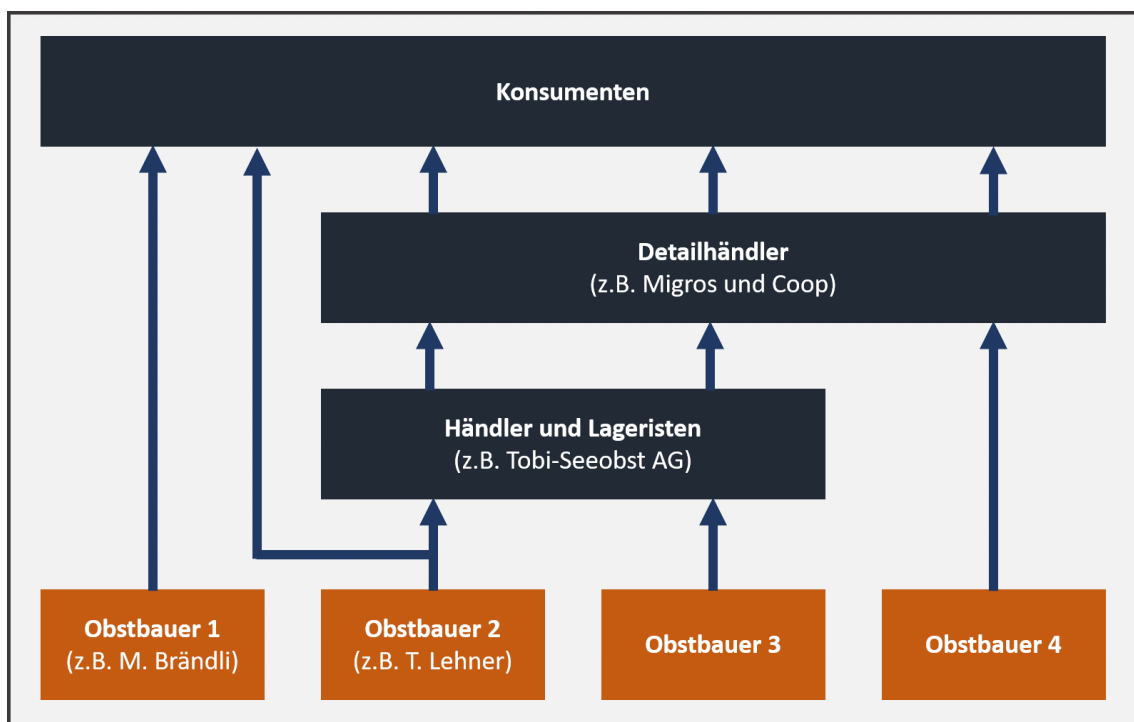 Konsumenten
Detailhändler
(z.B. Migros und Coop)
Händler und Lageristen
(z.B. Tobi-Seeobst AG)
Obstbauer 1
(z.B. M. Brändli)
Obstbauer 2
(z.B. T. Lehner)
Obstbauer 3
Obstbauer 4